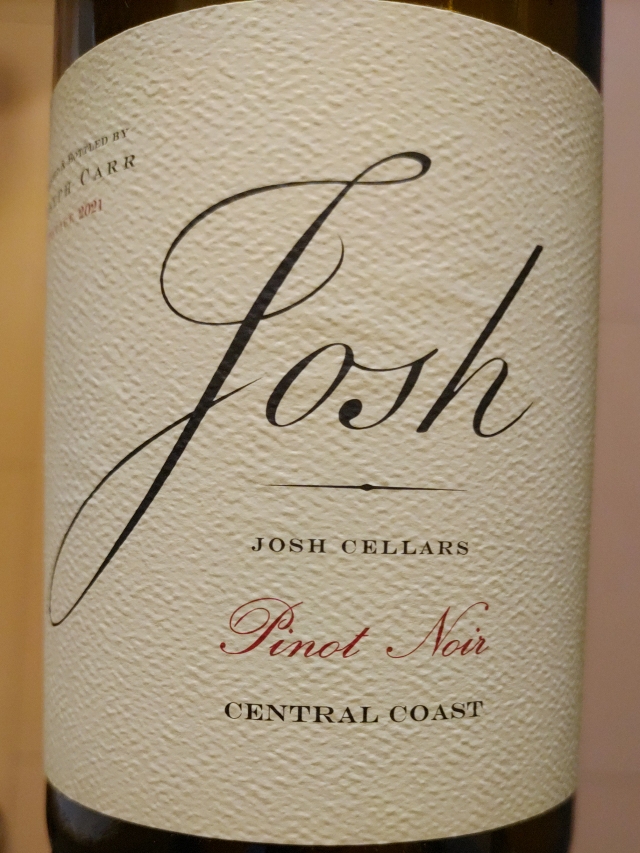 & BOTTLED BY
CARR
2021
Josh
JOSH CELLARS
Pinot Noir
CENTRAL COAST